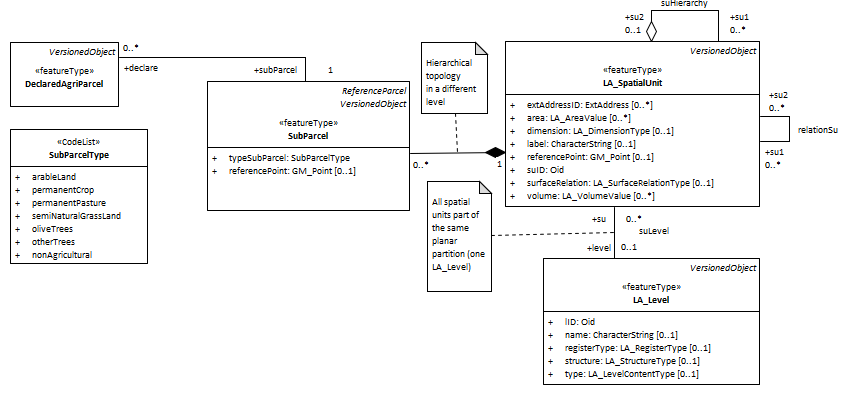 suHierarchy
+su2
0..1
+su1
0..*
VersionedObject
«featureType»
DeclaredAgriParcel
0..*
+declare
+subParcel
1
ReferenceParcel
VersionedObject
«featureType»
SubParcel
+ typeSubParcel: SubParcelType
+ referencePoint: GM_Point [0..1]
0..*
1
Hierarchical
topology
in a different
level
VersionedObject
«featureType»
LA_SpatialUnit
+ extAddressID: ExtAddress [0..*]
+ area: LA_AreaValue [0..*]
+ dimension: LA_DimensionType [0..1]
+ label: CharacterString [0..1]
+ referencePoint: GM_Point [0..1]
+ suID: Oid
+ surfaceRelation: LA_SurfaceRelationType [0..1]
+ volume: LA_VolumeValue [0..*]
+su2
0..*
relationSu
+su1
0..*
«CodeList»
SubParcelType
+ arableLand
+ permanentCrop
+ permanentPasture
+ semiNaturalGrassLand
+ oliveTrees
+ otherTrees
+ nonAgricultural
All spatial
units part of
the same
planar
partition (one
LA_Level)
+su
0..*
suLevel
+level
0..1
VersionedObject
«featureType»
LA_Level
+ lID: Oid
+ name: CharacterString [0..1]
+ registerType: LA_RegisterType [0..1]
+ structure: LA_StructureType [0..1]
+ type: LA_LevelContentType [0..1]